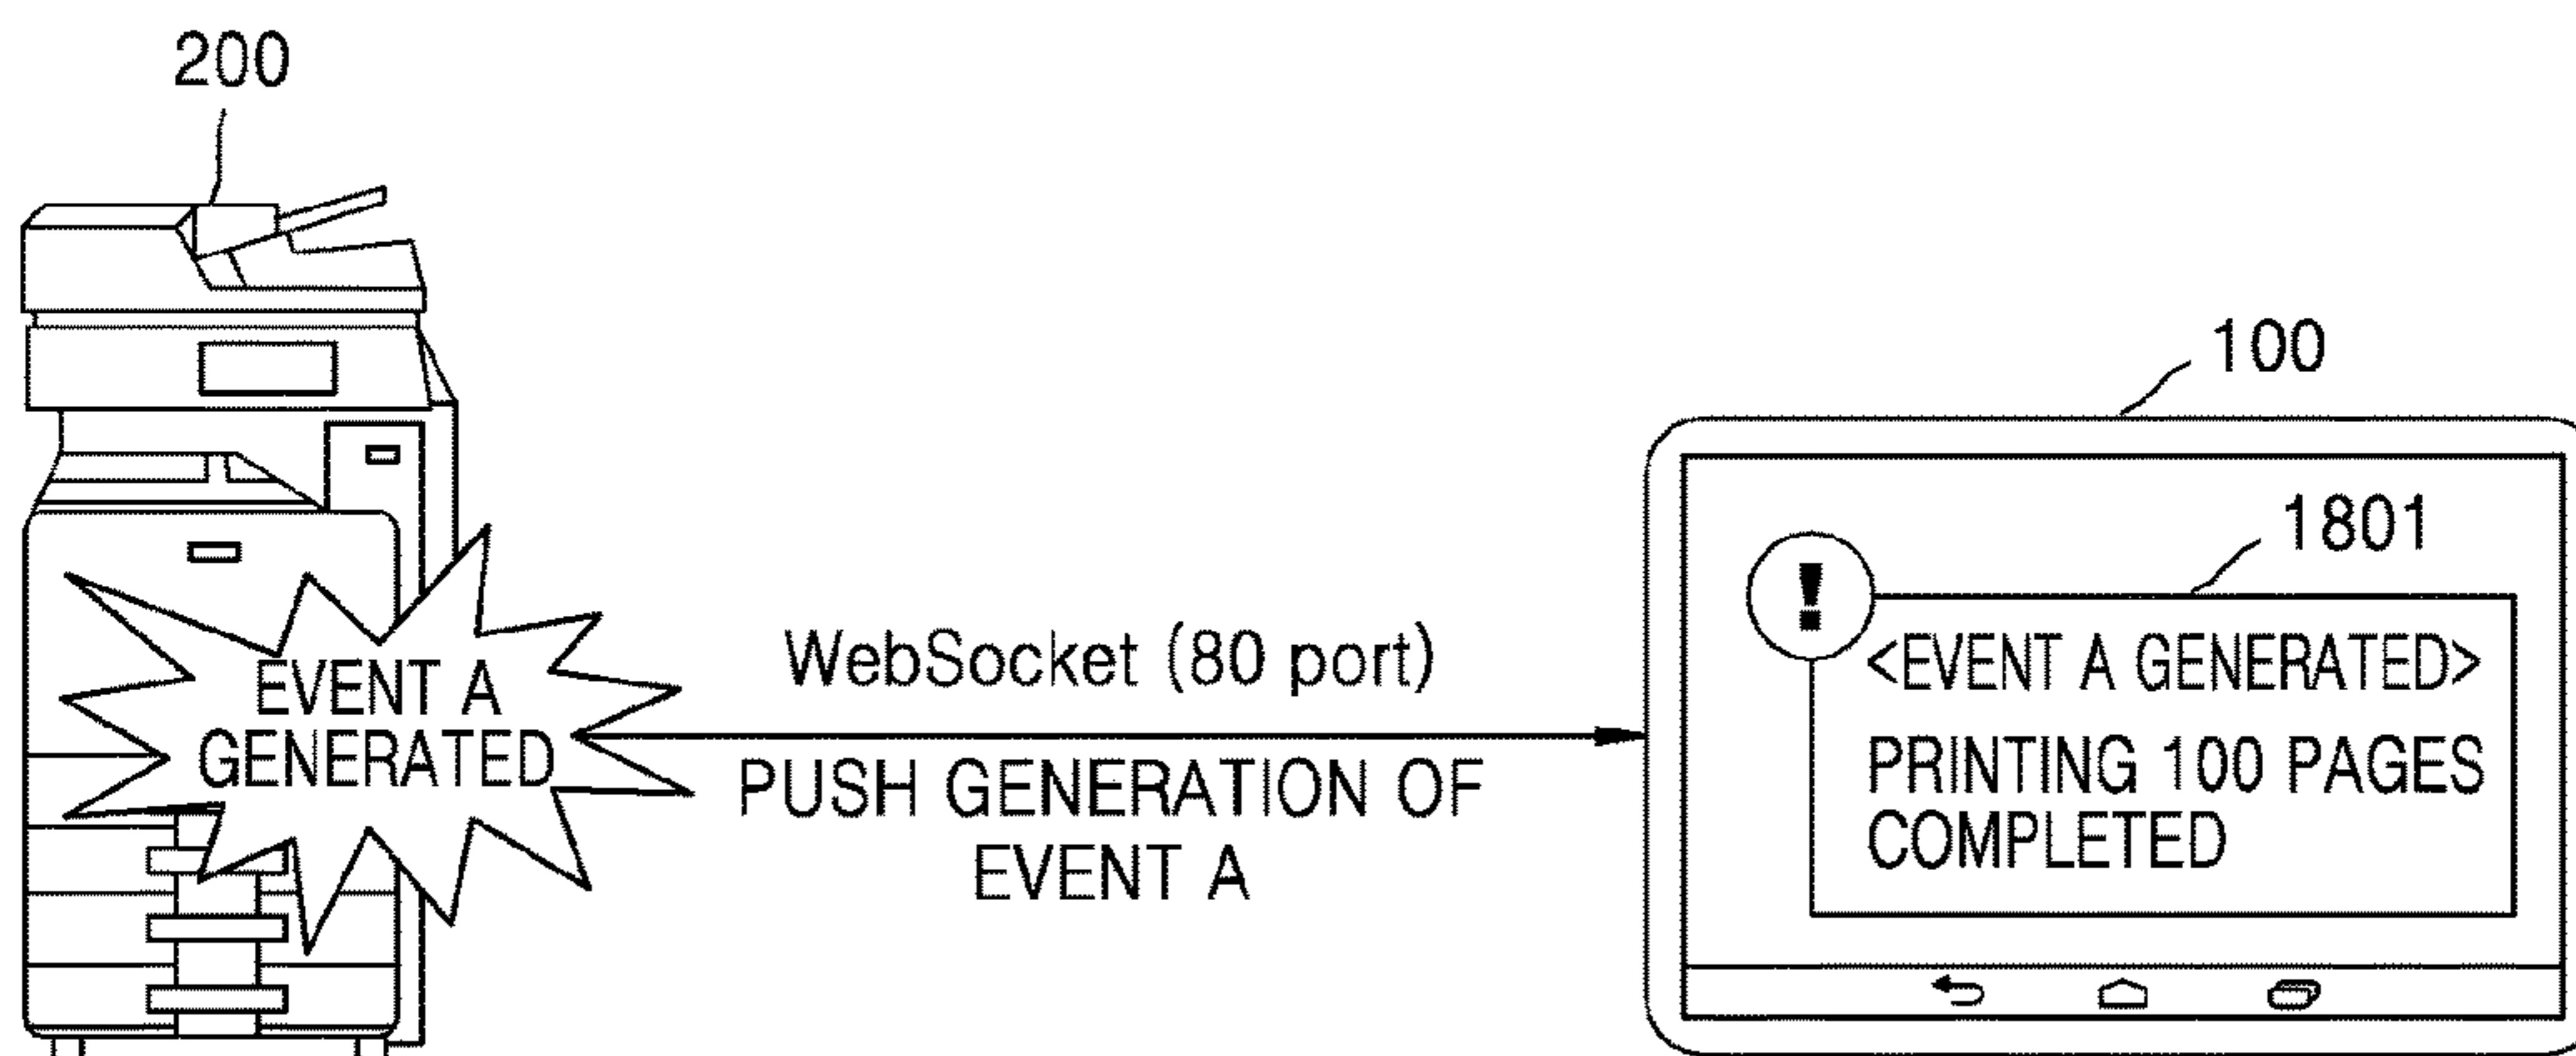 200
100
1801
!
<EVENT A GENERATED>
PRINTING 100 PAGES
COMPLETED
EVENT A
GENERATED
WebSocket (80 port)
PUSH GENERATION OF
EVENT A